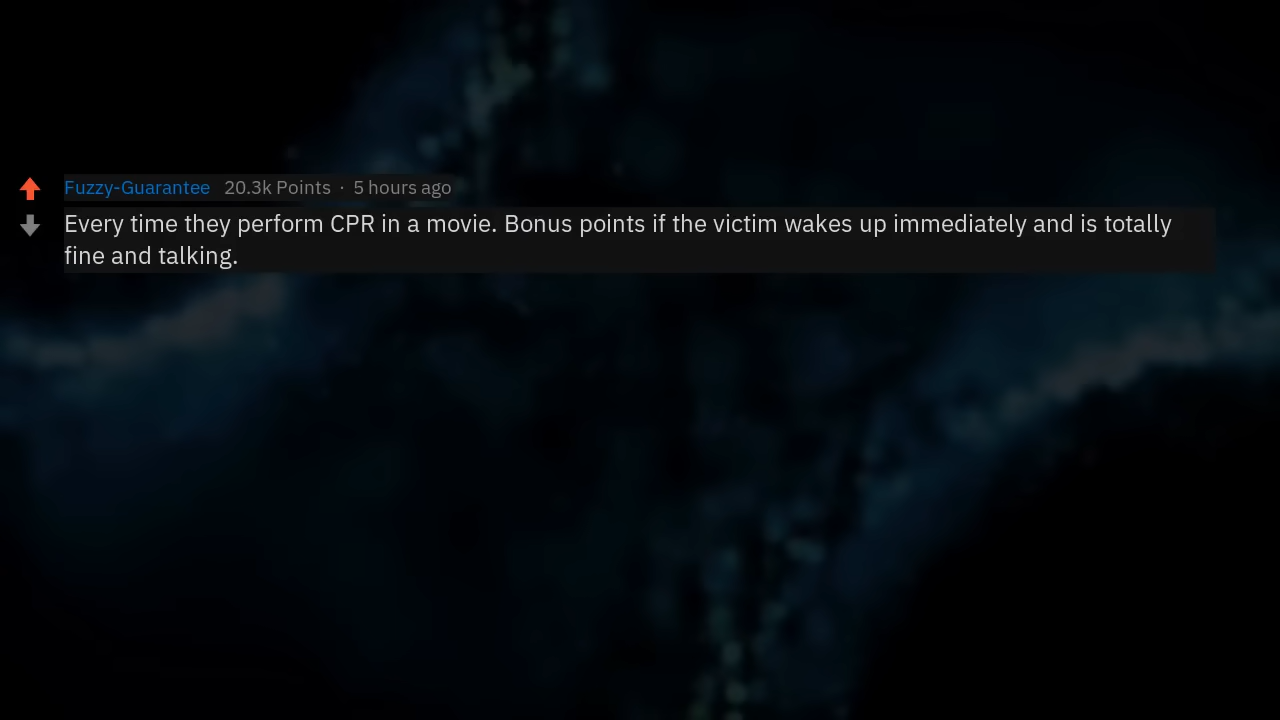 Fuzzy-Guarantee 20.3k Points · 5 hours ago
Every time they perform CPR in a movie. Bonus points if the victim wakes up immediately and is totally
fine and talking.